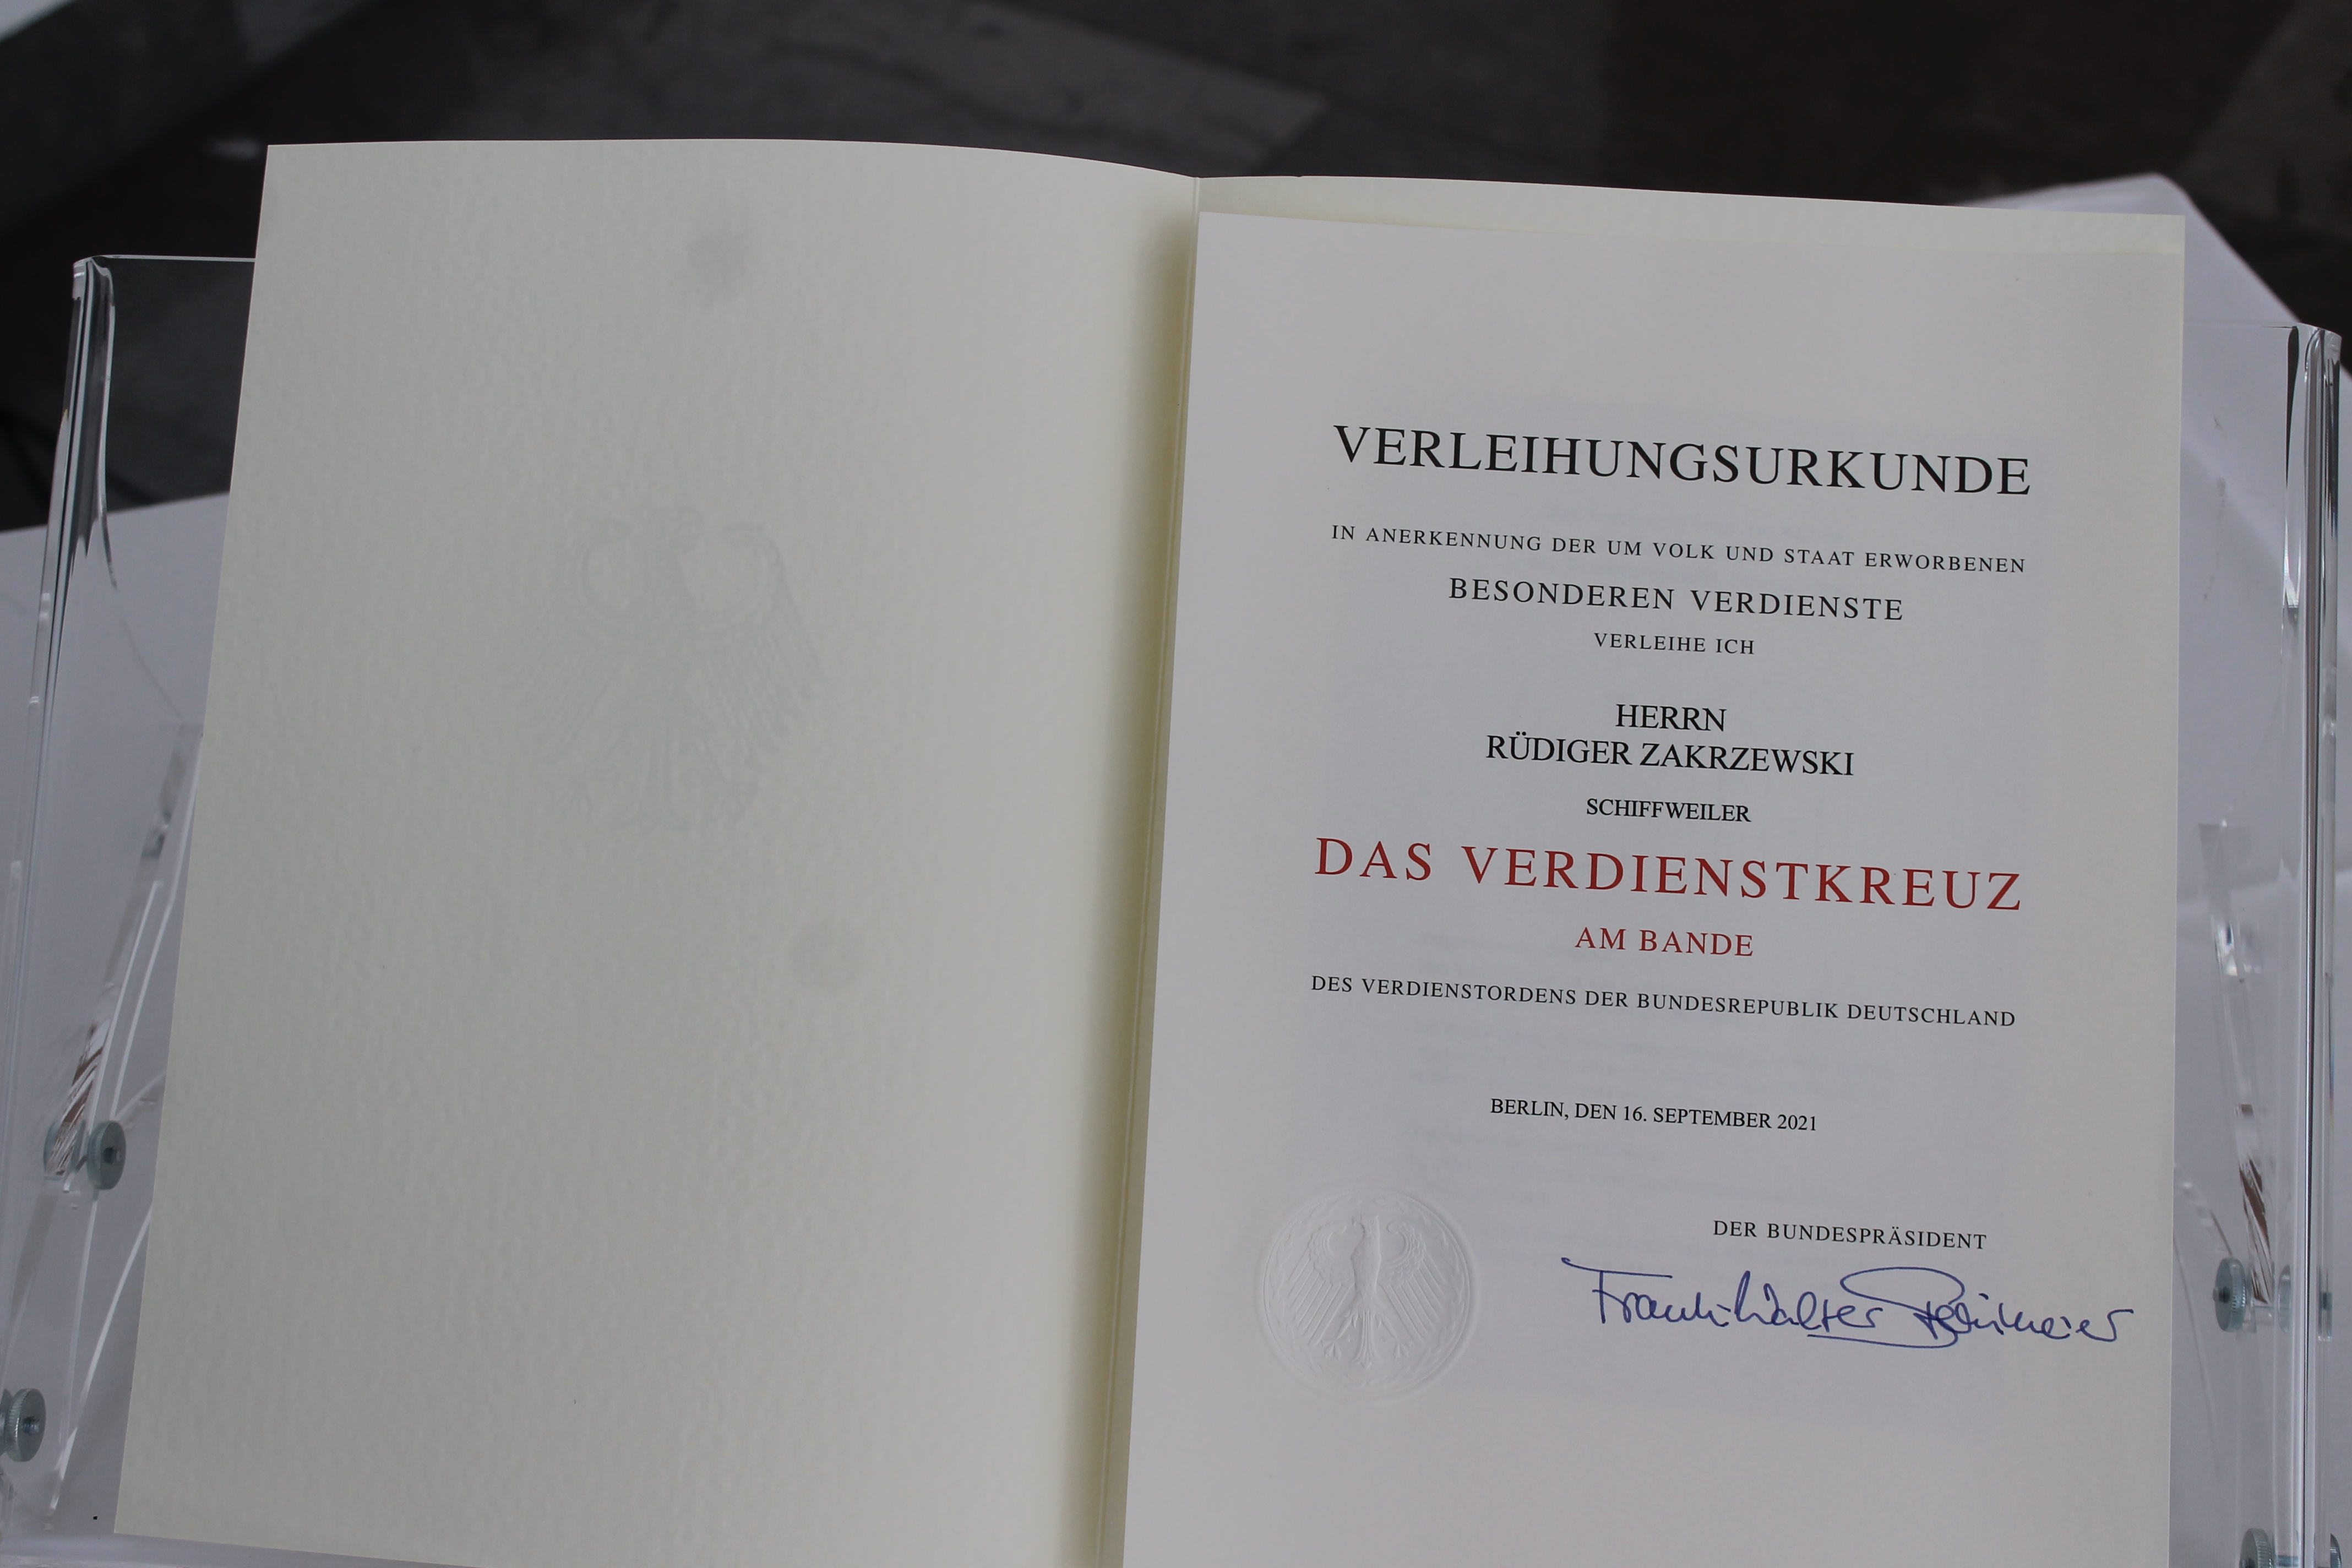 VERLEIHUNGSURKUNDE
IN ANERKENNUNG DER UM VOLK UND STAAT ERWORBENEN
BESONDEREN VERDIENSTE
VERLEIHE ICH
HERRN
RÜDIGER ZAKRZEWSKI
SCHIFFWEILER
DAS VERDIENSTKREUZ
AM BANDE
DES VERDIENSTORDENS DER BUNDESREPUBLIK DEUTSCHLAND
BERLIN, DEN 16. SEPTEMBER 2021
DER BUNDESPRÄSIDENT
Frank-Walter Steinmeier